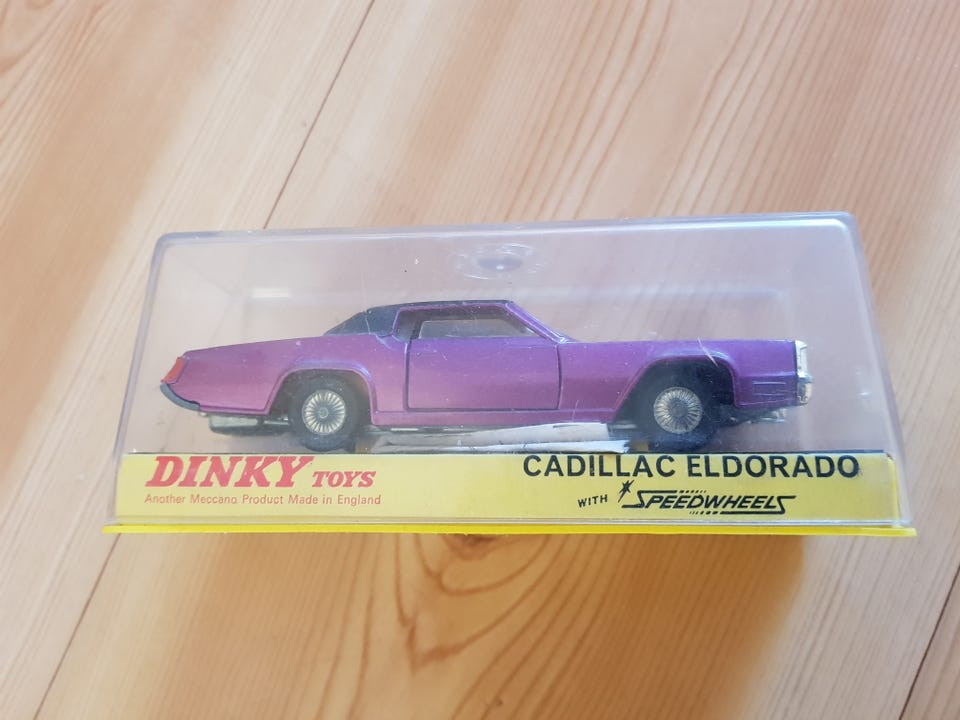 DINKY TOYS
Another Meccano Product Made in England
CADILLAC ELDORADO
WITH SPEEDWHEELS